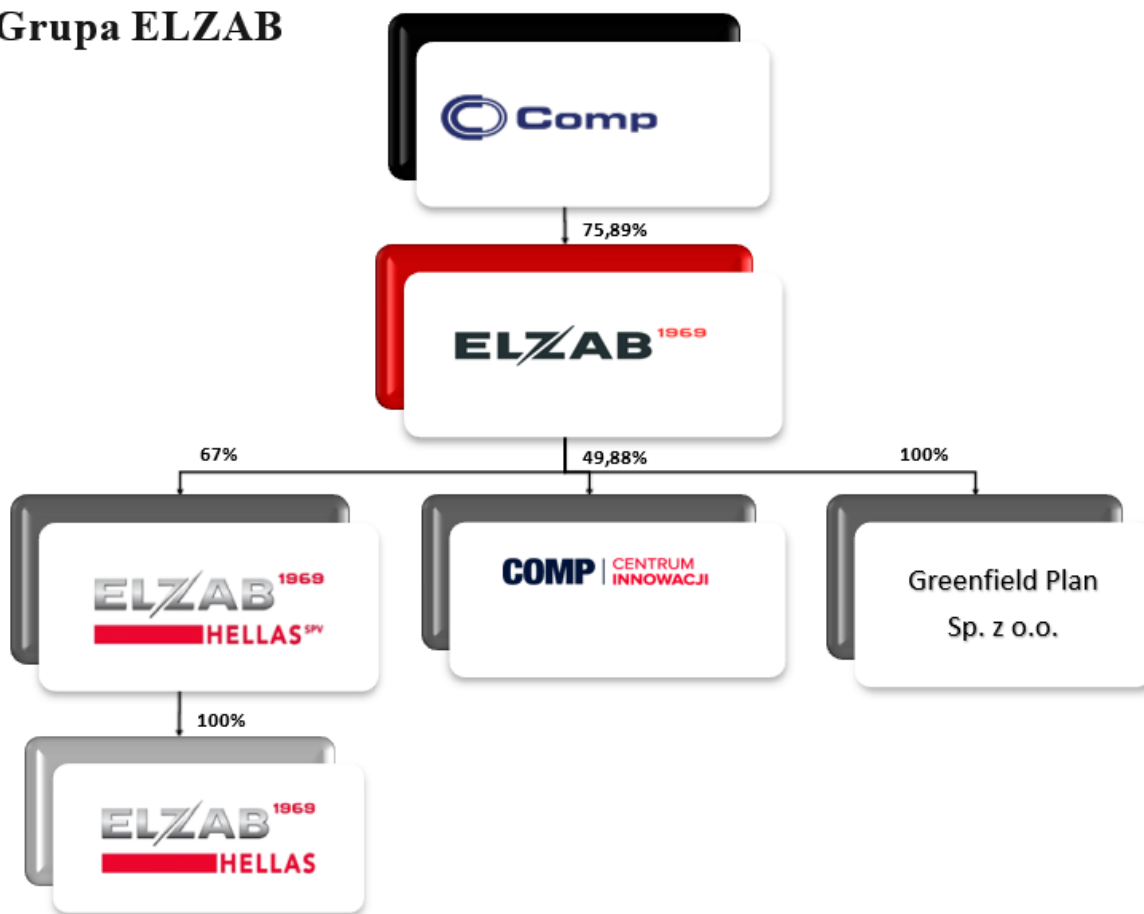 Grupa ELZAB
Comp
75,89%
ELZAB 1969
67%
49,88%
100%
ELZAB 1969
HELLAS SPV
COMP | CENTRUM
INNOWACJI
Greenfield Plan
Sp. z o.o.
100%
ELZAB 1969
HELLAS